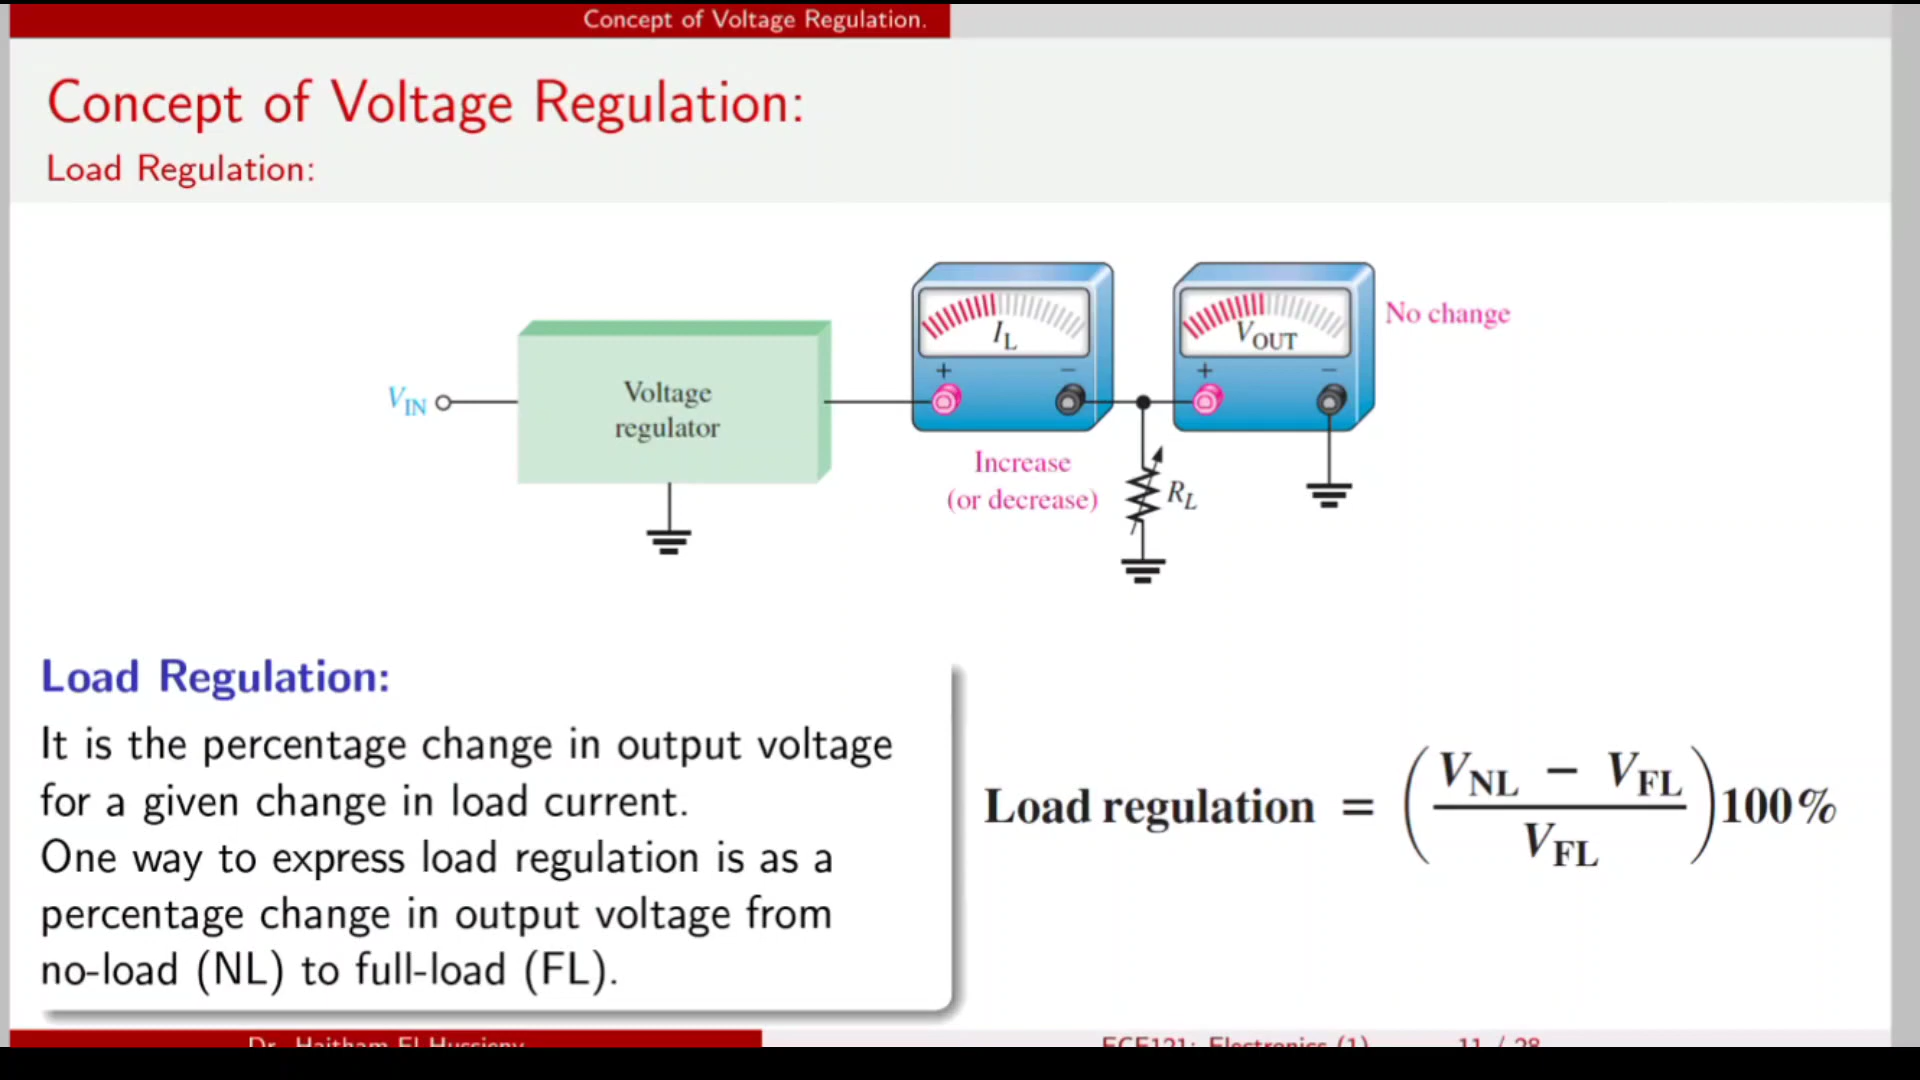 Concept of Voltage Regulation.
Concept of Voltage Regulation:
Load Regulation:
V_IN
Voltage
regulator
I_L
+ −
Increase
(or decrease)
R_L
V_OUT
+ −
No change
Load Regulation:
It is the percentage change in output voltage
for a given change in load current.
One way to express load regulation is as a
percentage change in output voltage from
no-load (NL) to full-load (FL).
Load regulation = (V_NL − V_FL / V_FL)100%
Dr. Haitham El-Hussieny
ECE121: Electronics (1) 11 / 28